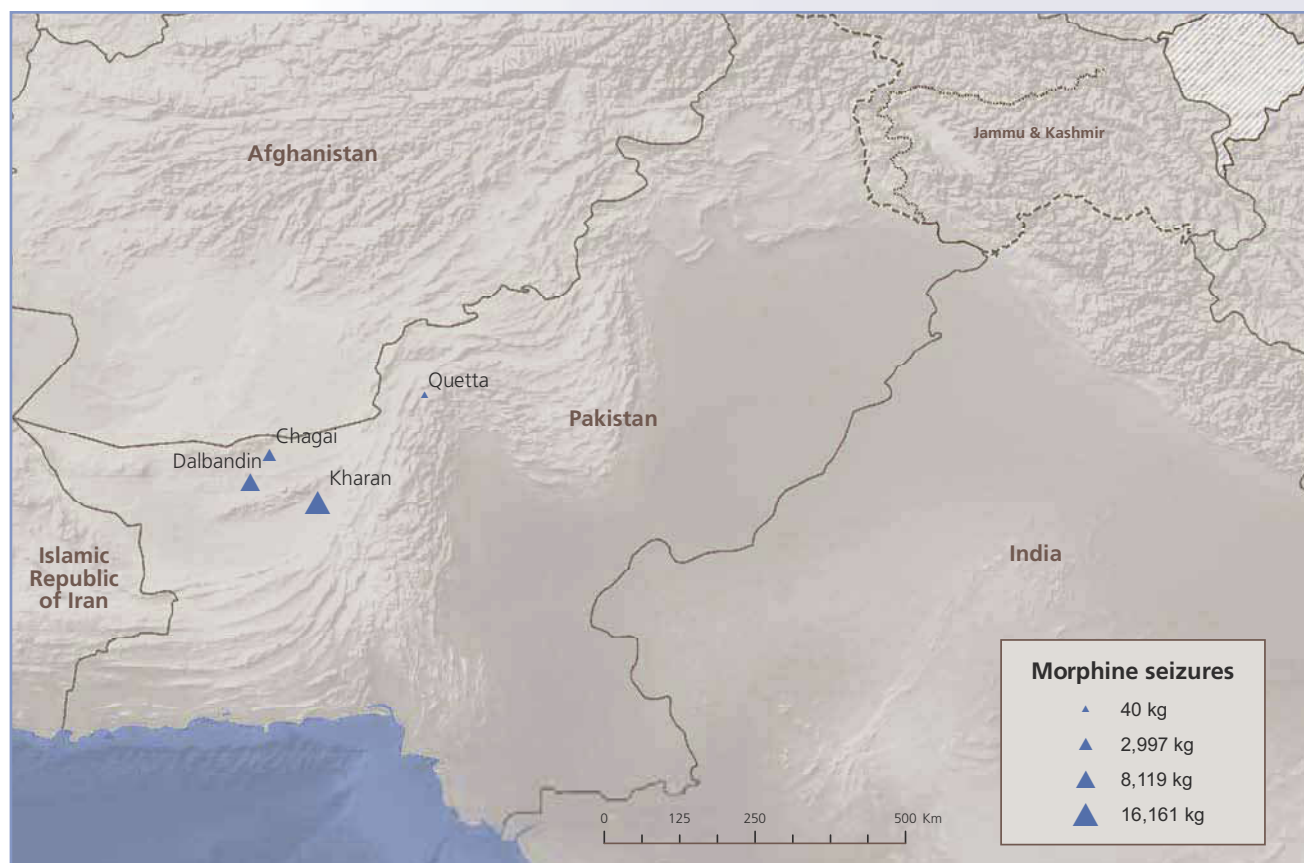 Afghanistan
Jammu & Kashmir
Quetta
Pakistan
Chagai
Dalbandin
Kharan
Islamic
Republic
of Iran
India
Morphine seizures
40 kg
2,997 kg
8,119 kg
16,161 kg
0 125 250 500 Km